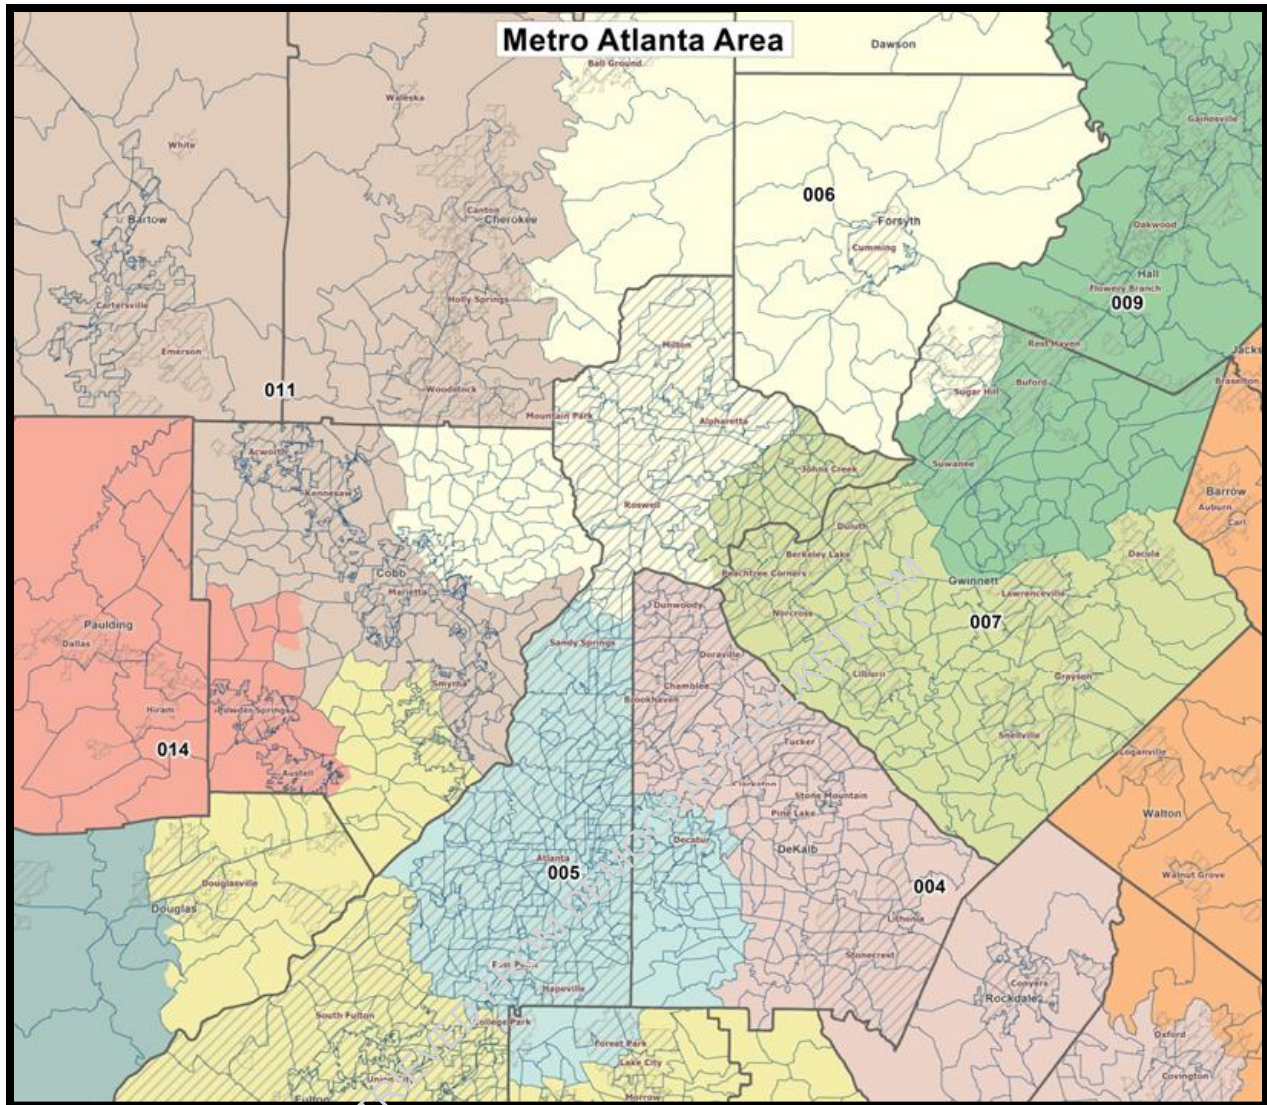 Metro Atlanta Area
Dawson
Ball Ground
Waleska
Gainesville
White
006
Canton
Cherokee
Bartow
Forsyth
Oakwood
Cumming
Hall
Flowery Branch
009
Holly Springs
Cartersville
Milton
Rest Haven
Emerson
Jacks
Braselton
011
Woodstock
Buford
Sugar Hill
Mountain Park
Alpharetta
Acworth
Johns Creek
Suwanee
Kennesaw
Barrow
Roswell
Auburn
Carl
Duluth
Berkeley Lake
Dacula
Cobb
Peachtree Corners
Gwinnett
Marietta
Lawrenceville
Dunwoody
Norcross
007
Paulding
Dallas
Sandy Springs
Doraville
Smyrna
Chamblee
Lilburn
Grayson
Brookhaven
Hiram
Powder Springs
Snellville
014
Tucker
Loganville
Austell
Clarkston
Stone Mountain
Pine Lake
Walton
Decatur
DeKalb
Atlanta
005
Walnut Grove
Douglasville
004
Douglas
Lithonia
Stonecrest
East Point
Hapeville
Conyers
Rockdale
South Fulton
College Park
Oxford
Forest Park
Lake City
Union City
Covington
Fulton
Morrow